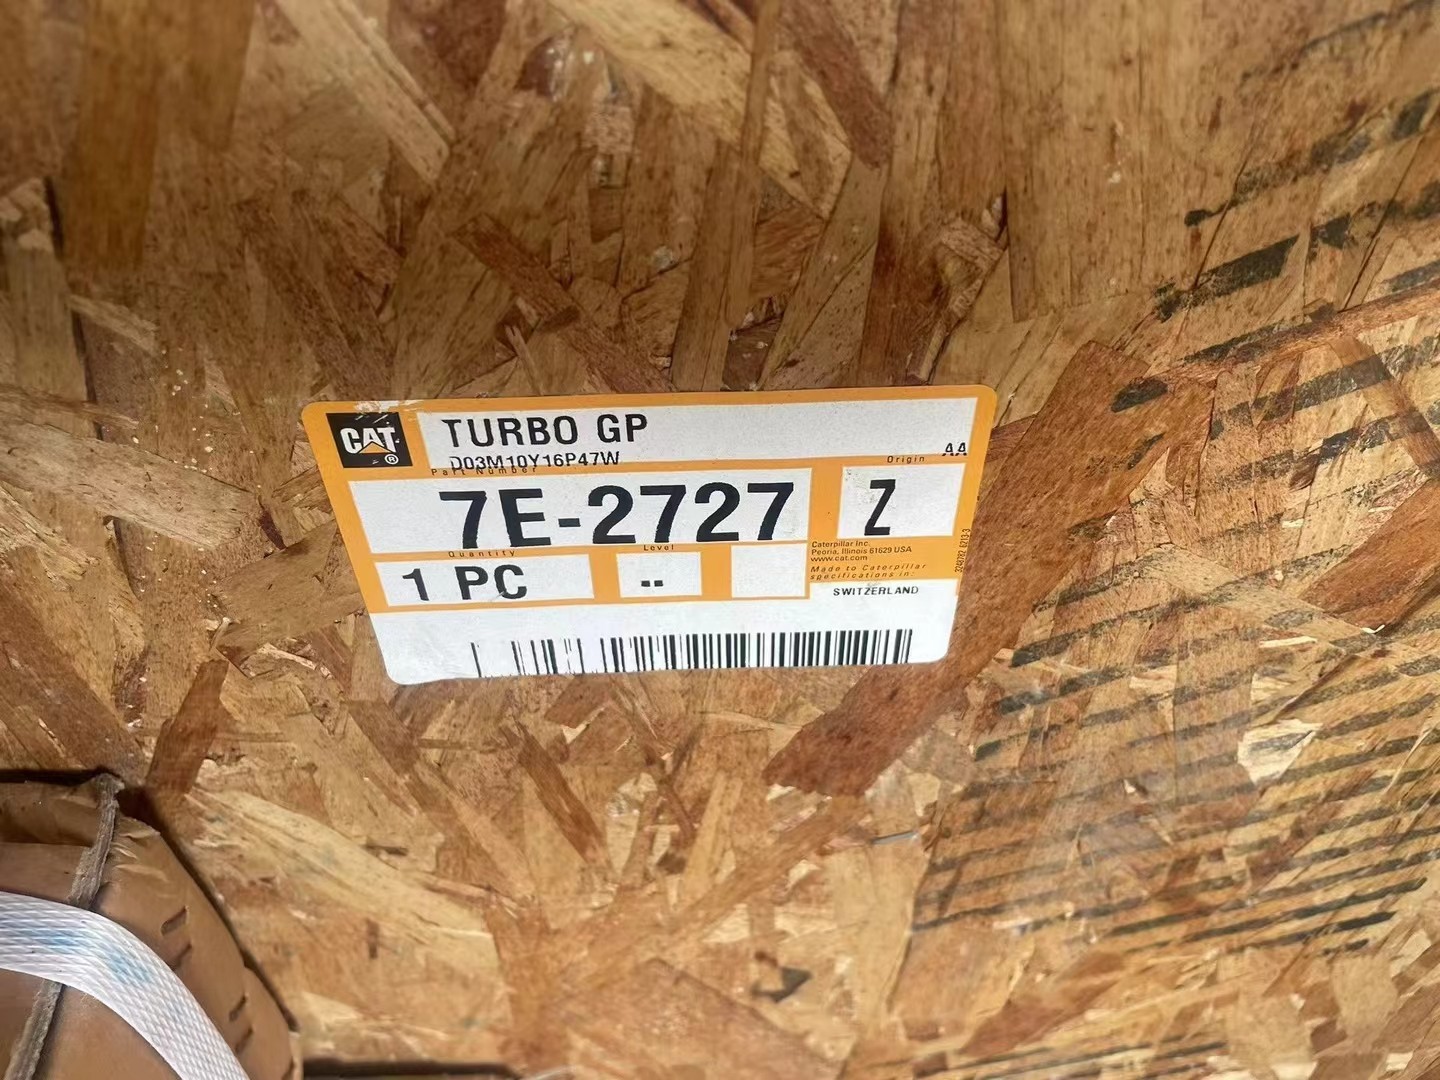 CAT®
TURBO GP
D03M10Y16P47W
AA
Part Number
Origin
7E-2727
Z
Quantity
Level
1 PC
--
Caterpillar Inc.
Peoria, Illinois 61629 USA
www.cat.com
Made to Caterpillar
specifications in:
SWITZERLAND